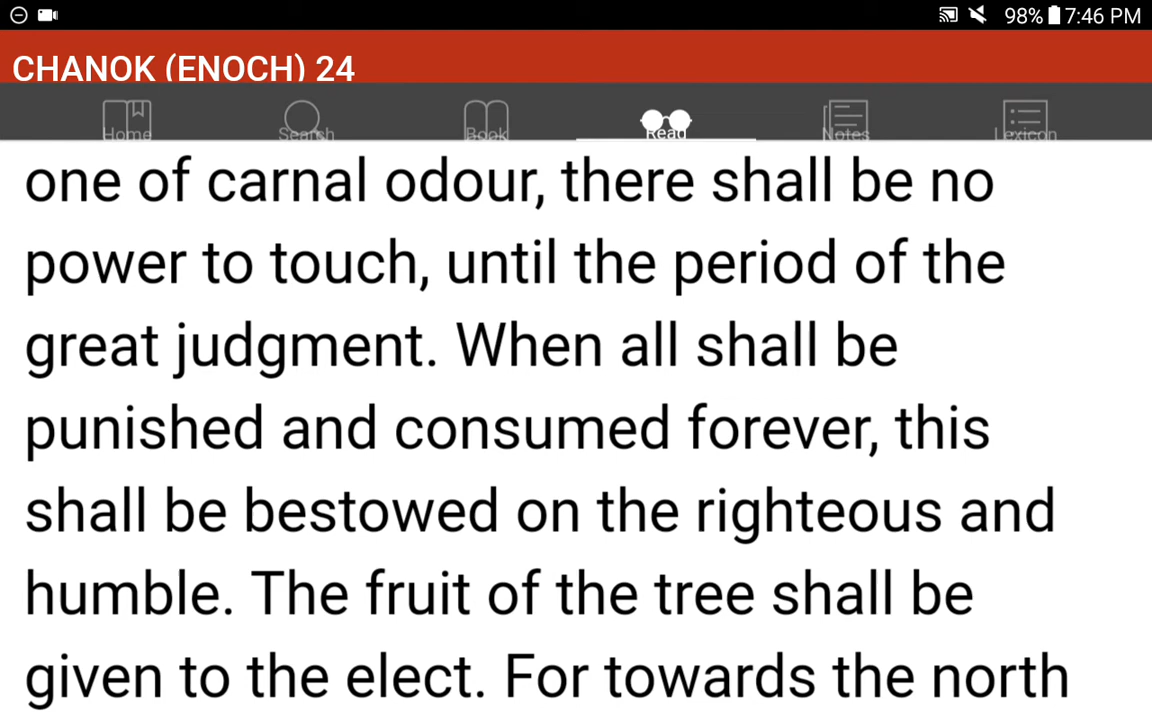 98% 7:46 PM
CHANOK (ENOCH) 24
Home Search Book Read Notes Lexicon
one of carnal odour, there shall be no
power to touch, until the period of the
great judgment. When all shall be
punished and consumed forever, this
shall be bestowed on the righteous and
humble. The fruit of the tree shall be
given to the elect. For towards the north